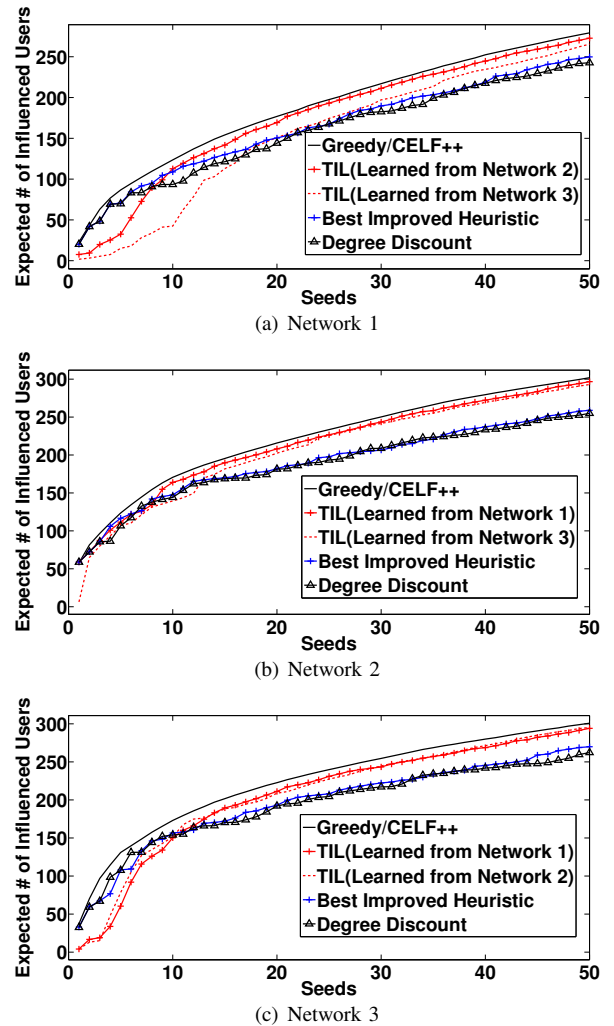 Expected # of Influenced Users
250
200
150
100
50
0
Greedy/CELF++
TIL(Learned from Network 2)
TIL(Learned from Network 3)
Best Improved Heuristic
Degree Discount
0 10 20 30 40 50
Seeds
(a) Network 1
Expected # of Influenced Users
300
250
200
150
100
50
0
Greedy/CELF++
TIL(Learned from Network 1)
TIL(Learned from Network 3)
Best Improved Heuristic
Degree Discount
0 10 20 30 40 50
Seeds
(b) Network 2
Expected # of Influenced Users
300
250
200
150
100
50
0
Greedy/CELF++
TIL(Learned from Network 1)
TIL(Learned from Network 2)
Best Improved Heuristic
Degree Discount
0 10 20 30 40 50
Seeds
(c) Network 3